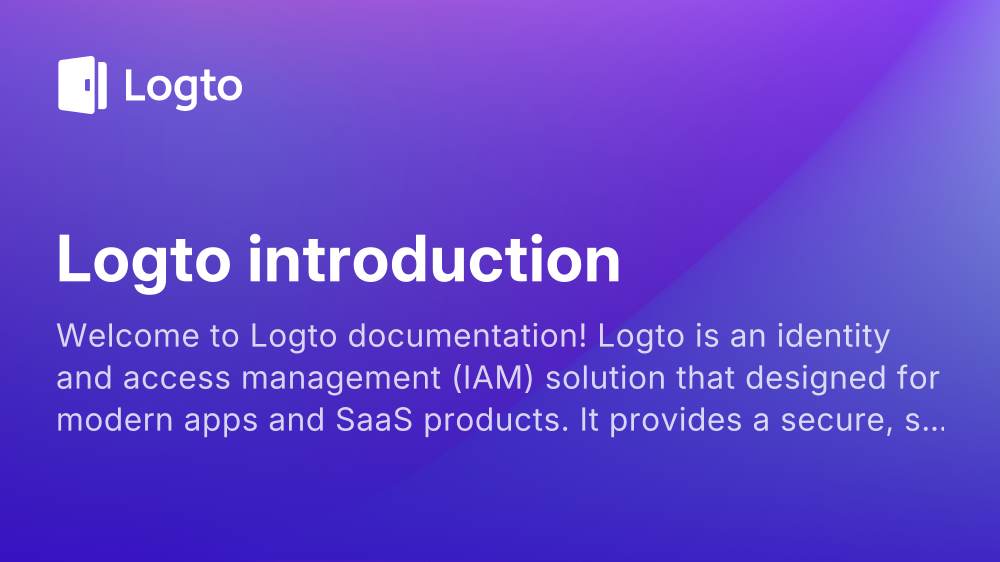 Logto
Logto introduction
Welcome to Logto documentation! Logto is an identity
and access management (IAM) solution that designed for
modern apps and SaaS products. It provides a secure, s...